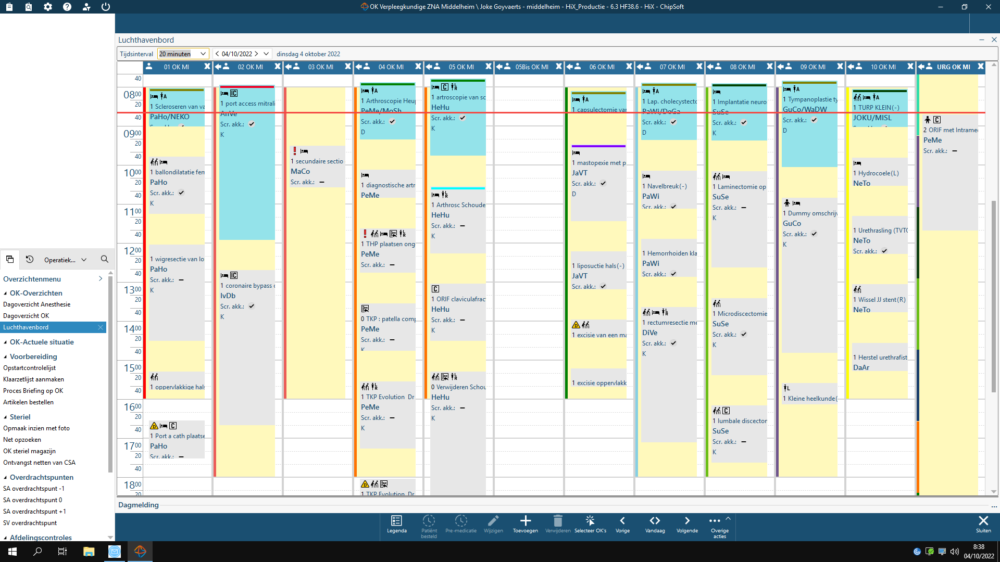 OK Verpleegkundige ZNA Middelheim \ Joke Goyvaerts - middelheim - HiX_Productie - 6.3 HF38.6 - HiX - ChipSoft
Luchthavenbord
Tijdsinterval 20 minuten 04/10/2022 dinsdag 4 oktober 2022
01 OK MI 02 OK MI 03 OK MI 04 OK MI 05 OK MI 05Bis OK MI 06 OK MI 07 OK MI 08 OK MI 09 OK MI 10 OK MI URG OK MI
40
08 00
20
40
09 00
20
40
10 00
20
40
11 00
20
40
12 00
20
40
13 00
20
40
14 00
20
40
15 00
20
40
16 00
20
40
17 00
20
40
18 00
20
A
1 Scleroseren van va
PaHo/NEKO
1 ballondilatatie fem
PaHo
Scr. akk.:
K
1 wigresectie van lo
PaHo
Scr. akk.:
K
1 oppervlakkige hals
D C
1 Port a cath plaatse
PaHo
Scr. akk.:
IC
1 port access mitrali
AnVe
Scr. akk.:
K
IC
1 coronaire bypass c
IvDb
Scr. akk.:
K
1 secundaire sectio
MaCo
Scr. akk.:
A
1 Arthroscopie Heup
PeMe/MoSh
Scr. akk.:
D
1 diagnostische artr
PeMe
L R
1 THP plaatsen ong
PeMe
Scr. akk.:
0 TKP : patella comp
PeMe
Scr. akk.:
K
R
1 TKP Evolution Dr
PeMe
Scr. akk.:
K
D
1 TKP Evolution Dr
C R
1 artroscopie van sc
HeHu
Scr. akk.:
K
R
1 Arthrosc Schoude
HeHu
Scr. akk.:
K
C
1 ORIF claviculafract
HeHu
Scr. akk.:
K
R
0 Verwijderen Schou
HeHu
Scr. akk.:
K
A
1 capsulectomie van
1 mastopexie met p
JaVT
Scr. akk.:
D
1 liposuctie hals(-)
JaVT
Scr. akk.:
D
1 excisie van een ma
1 excisie oppervlakk
A
1 Lap. cholecystecto
PaWi/DeGa
Scr. akk.:
D
1 Navelbreuk(-)
PaWi
Scr. akk.:
1 Hemorrhoiden kla
PaWi
Scr. akk.:
R
1 rectumresectie me
DiVe
Scr. akk.:
K
1 Implantatie neuro
SuSe
Scr. akk.:
K
1 Laminectomie op
SuSe
Scr. akk.:
K
1 Microdiscectomie
SuSe
Scr. akk.:
K
C
1 lumbale discector
SuSe
Scr. akk.:
K
A
1 Tympanoplastie ty
GuCo/WaDW
Scr. akk.:
D
1 Dummy omschrijv
GuCo
Scr. akk.:
K
L
1 Kleine heelkunde(
A
1 TURP KLEIN(-)
JOKU/MISL
1 Hydrocoele(L)
NeTo
1 Urethrasling (TVTO
NeTo
Scr. akk.:
1 Wissel JJ stent(R)
NeTo
1 Herstel urethrafist
DaAr
C
2 ORIF met Intrame
PeMe
Scr. akk.:
Operatiek...
Overzichtenmenu
OK-Overzichten
Dagoverzicht Anesthesie
Dagoverzicht OK
Luchthavenbord
OK-Actuele situatie
Voorbereiding
Opstartcontrolelijst
Klaarzetlijst aanmaken
Proces Briefing op OK
Artikelen bestellen
Steriel
Opmaak inzien met foto
Net opzoeken
OK steriel magazijn
Ontvangst netten van CSA
Overdrachtspunten
SA overdrachtspunt -1
SA overdrachtspunt 0
SA overdrachtspunt +1
SV overdrachtspunt
Afdelingscontroles
Dagmelding
...
Legenda
Patiënt besteld
Pre-medicatie
Wijzigen
Toevoegen
Verwijderen
Selecteer OK's
Vorige
Vandaag
Volgende
Overige acties
Sluiten
8:38
04/10/2022